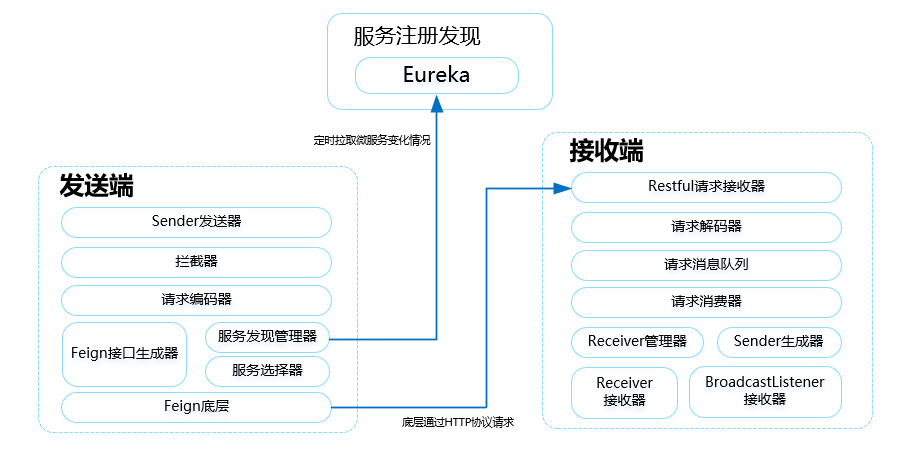 服务注册发现
Eureka
定时拉取微服务变化情况
发送端
Sender发送器
拦截器
请求编码器
Feign接口生成器
服务发现管理器
服务选择器
Feign底层
底层通过HTTP协议请求
接收端
Restful请求接收器
请求解码器
请求消息队列
请求消费器
Receiver管理器
Sender生成器
Receiver
接收器
BroadcastListener
接收器